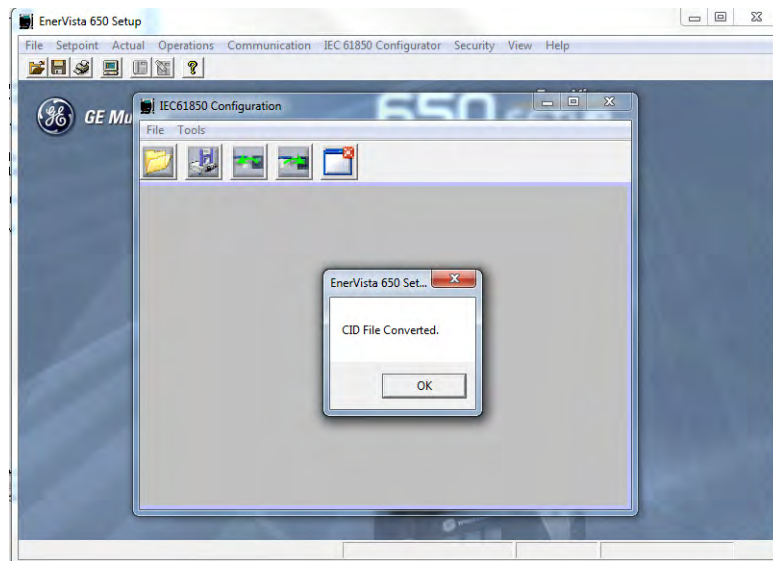 EnerVista 650 Setup
File Setpoint Actual Operations Communication IEC 61850 Configurator Security View Help
GE Mu
650
IEC61850 Configuration
File Tools
EnerVista 650 Set...
CID File Converted.
OK